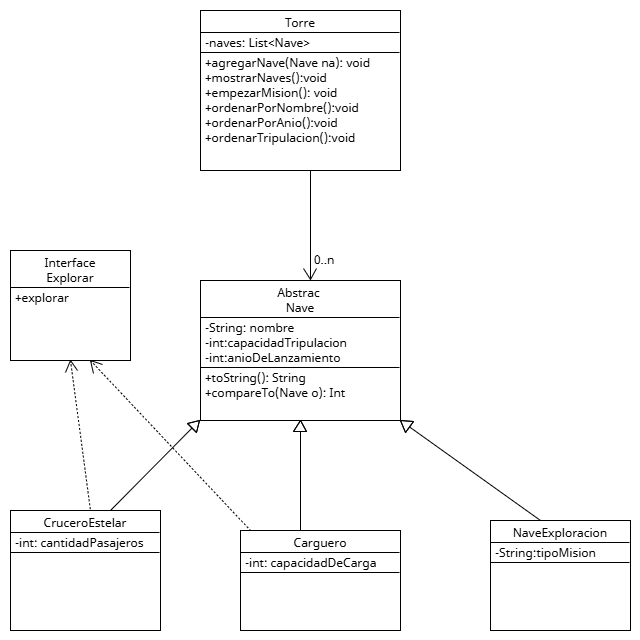 Torre
-naves: List<Nave>
+agregarNave(Nave na): void
+mostrarNaves():void
+empezarMision(): void
+ordenarPorNombre():void
+ordenarPorAnio():void
+ordenarTripulacion():void
0..n
Interface
Explorar
+explorar
Abstrac
Nave
-String: nombre
-int:capacidadTripulacion
-int:anioDeLanzamiento
+toString(): String
+compareTo(Nave o): Int
CruceroEstelar
-int: cantidadPasajeros
Carguero
-int: capacidadDeCarga
NaveExploracion
-String:tipoMision